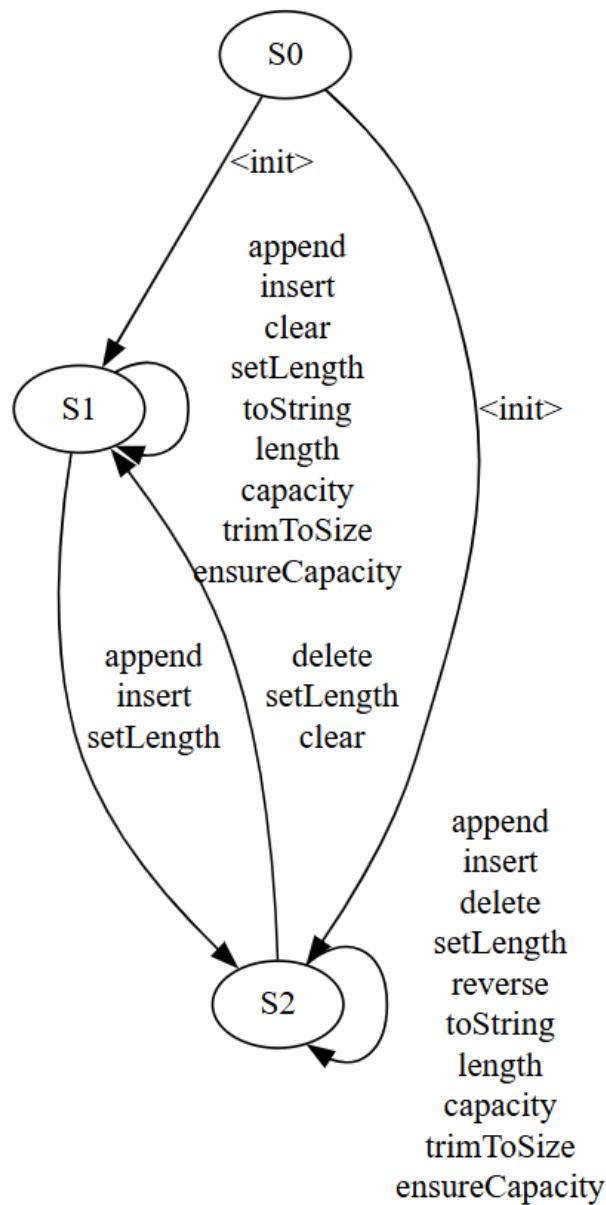 S0
<init>
append
insert
clear
setLength
toString
length
capacity
trimToSize
ensureCapacity
S1
<init>
append
insert
setLength
delete
setLength
clear
append
insert
delete
setLength
reverse
toString
length
capacity
trimToSize
ensureCapacity
S2